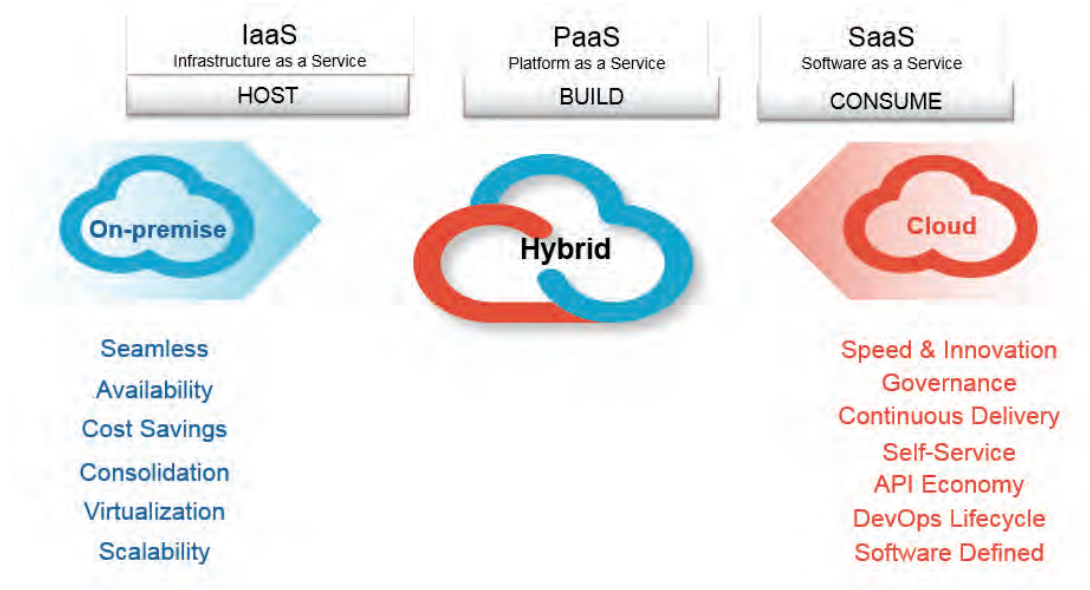 IaaS
Infrastructure as a Service
HOST
PaaS
Platform as a Service
BUILD
SaaS
Software as a Service
CONSUME
On-premise
Hybrid
Cloud
Seamless
Availability
Cost Savings
Consolidation
Virtualization
Scalability
Speed & Innovation
Governance
Continuous Delivery
Self-Service
API Economy
DevOps Lifecycle
Software Defined